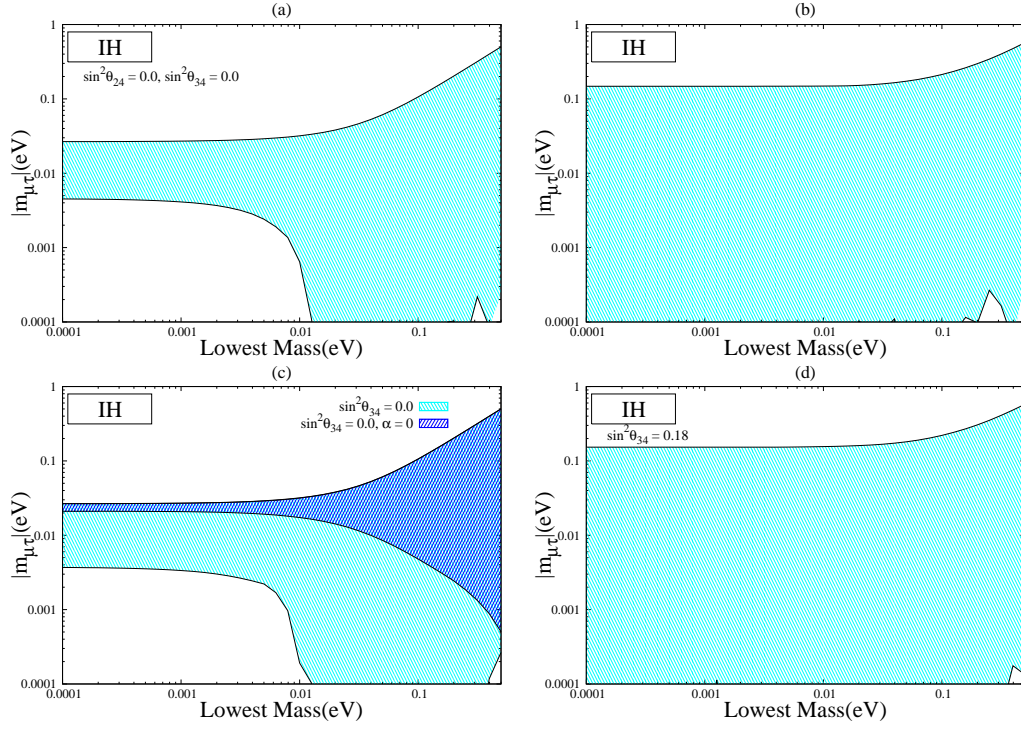 (a)
IH
sin²θ₂₄ = 0.0, sin²θ₃₄ = 0.0
1
0.1
0.01
0.001
0.0001
|m_μτ|(eV)
0.0001 0.001 0.01 0.1
Lowest Mass(eV)
(b)
IH
1
0.1
0.01
0.001
0.0001
|m_μτ|(eV)
0.0001 0.001 0.01 0.1
Lowest Mass(eV)
(c)
IH
sin²θ₃₄ = 0.0
sin²θ₃₄ = 0.0, α = 0
1
0.1
0.01
0.001
0.0001
|m_μτ|(eV)
0.0001 0.001 0.01 0.1
Lowest Mass(eV)
(d)
IH
sin²θ₃₄ = 0.18
1
0.1
0.01
0.001
0.0001
|m_μτ|(eV)
0.0001 0.001 0.01 0.1
Lowest Mass(eV)